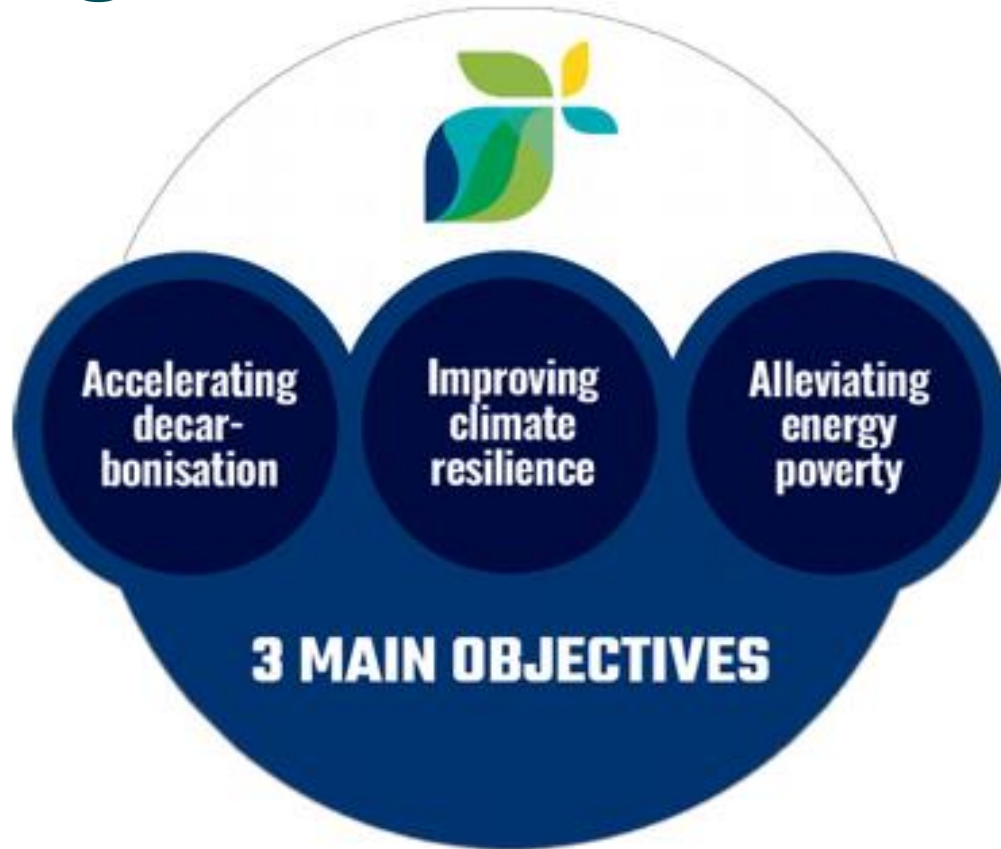 Accelerating
decar-
bonisation
Improving
climate
resilience
Alleviating
energy
poverty
3 MAIN OBJECTIVES